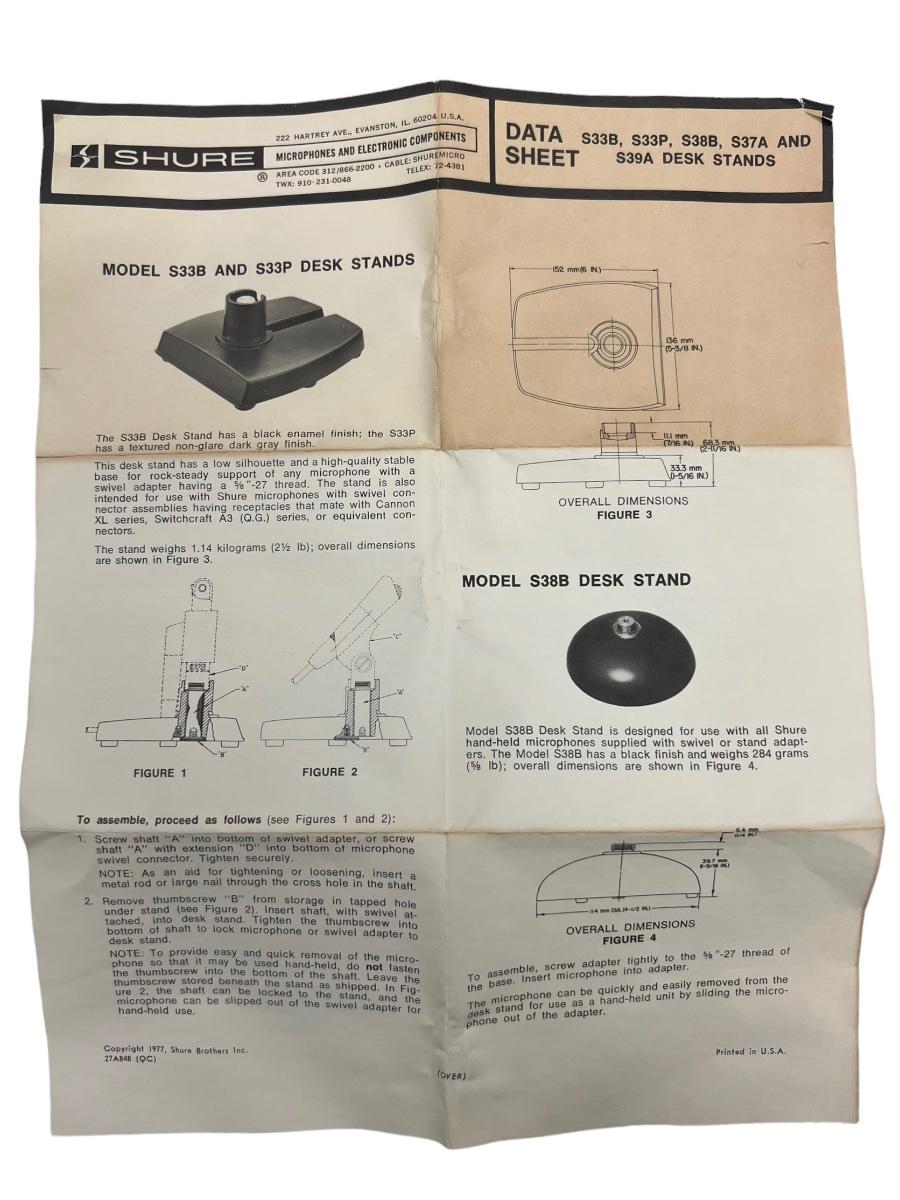 SHURE
®
222 HARTREY AVE., EVANSTON, IL. 60204 U.S.A.
MICROPHONES AND ELECTRONIC COMPONENTS
AREA CODE 312/866-2200 • CABLE: SHUREMICRO
TWX: 910-231-0048
TELEX: 72-4381
DATA
SHEET
S33B, S33P, S38B, S37A AND
S39A DESK STANDS
MODEL S33B AND S33P DESK STANDS
The S33B Desk Stand has a black enamel finish; the S33P
has a textured non-glare dark gray finish.
This desk stand has a low silhouette and a high-quality stable
base for rock-steady support of any microphone with a
swivel adapter having a ⅝"-27 thread. The stand is also
intended for use with Shure microphones with swivel con-
nector assemblies having receptacles that mate with Cannon
XL series, Switchcraft A3 (Q.G.) series, or equivalent con-
nectors.
The stand weighs 1.14 kilograms (2½ lb); overall dimensions
are shown in Figure 3.
"D"
"A"
"B"
FIGURE 1
"C"
"A"
"B"
FIGURE 2
To assemble, proceed as follows (see Figures 1 and 2):
1. Screw shaft "A" into bottom of swivel adapter, or screw
shaft "A" with extension "D" into bottom of microphone
swivel connector. Tighten securely.
NOTE: As an aid for tightening or loosening, insert a
metal rod or large nail through the cross hole in the shaft.
2. Remove thumbscrew "B" from storage in tapped hole
under stand (see Figure 2). Insert shaft, with swivel at-
tached, into desk stand. Tighten the thumbscrew into
bottom of shaft to lock microphone or swivel adapter to
desk stand.
NOTE: To provide easy and quick removal of the micro-
phone so that it may be used hand-held, do not fasten
the thumbscrew into the bottom of the shaft. Leave the
thumbscrew stored beneath the stand as shipped. In Fig-
ure 2, the shaft can be locked to the stand, and the
microphone can be slipped out of the swivel adapter for
hand-held use.
Copyright 1977, Shure Brothers Inc.
27A848 (QC)
152 mm (6 IN.)
136 mm
(5-3/8 IN.)
11.1 mm
(7/16 IN.)
68.3 mm
(2-11/16 IN.)
33.3 mm
(1-5/16 IN.)
OVERALL DIMENSIONS
FIGURE 3
MODEL S38B DESK STAND
Model S38B Desk Stand is designed for use with all Shure
hand-held microphones supplied with swivel or stand adapt-
ers. The Model S38B has a black finish and weighs 284 grams
(⅝ lb); overall dimensions are shown in Figure 4.
6.4 mm
(1/4 IN.)
39.7 mm
(1-9/16 IN.)
114 mm DIA. (4-1/2 IN.)
OVERALL DIMENSIONS
FIGURE 4
To assemble, screw adapter tightly to the ⅝"-27 thread of
the base. Insert microphone into adapter.
The microphone can be quickly and easily removed from the
desk stand for use as a hand-held unit by sliding the micro-
phone out of the adapter.
Printed in U.S.A.
(OVER)